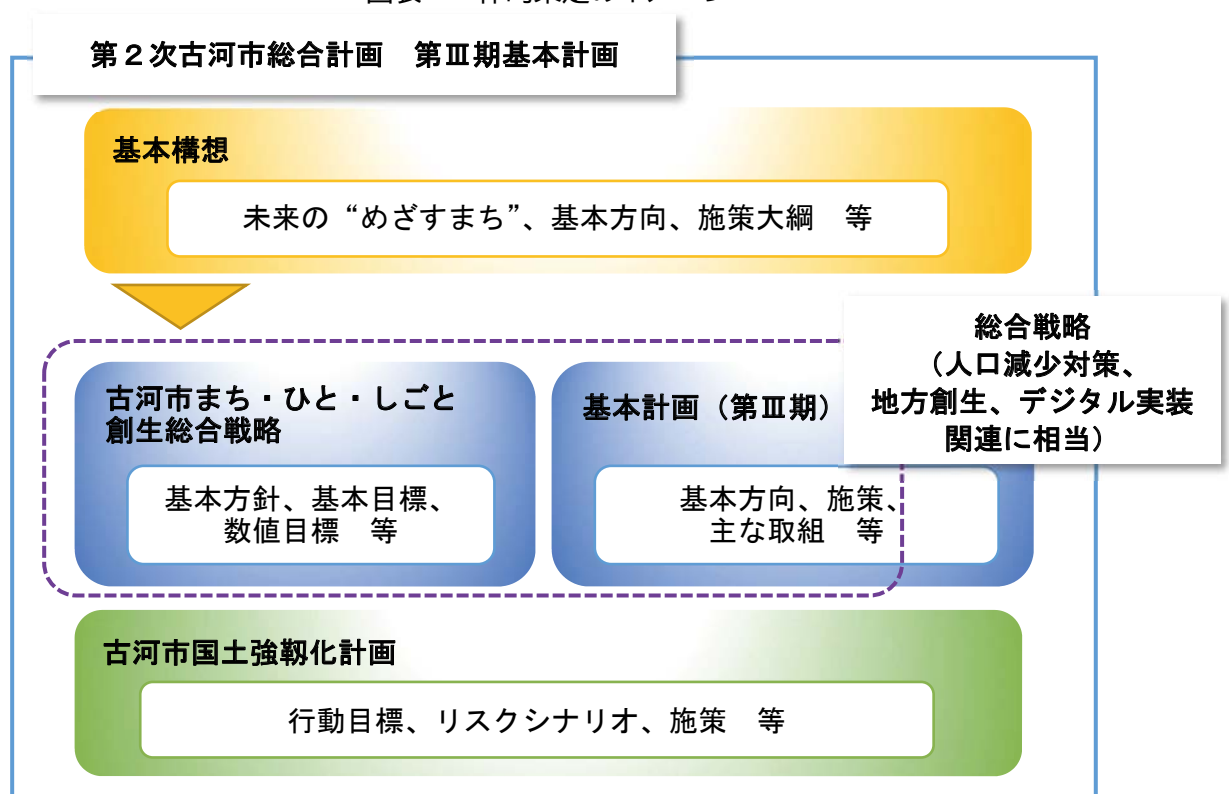 第２次古河市総合計画　第Ⅲ期基本計画
基本構想
未来の“めざすまち”、基本方向、施策大綱　等
総合戦略
（人口減少対策、
地方創生、デジタル実装
関連に相当）
古河市まち・ひと・しごと
創生総合戦略
基本方針、基本目標、
数値目標　等
基本計画（第Ⅲ期）
基本方向、施策、
主な取組　等
古河市国土強靱化計画
行動目標、リスクシナリオ、施策　等